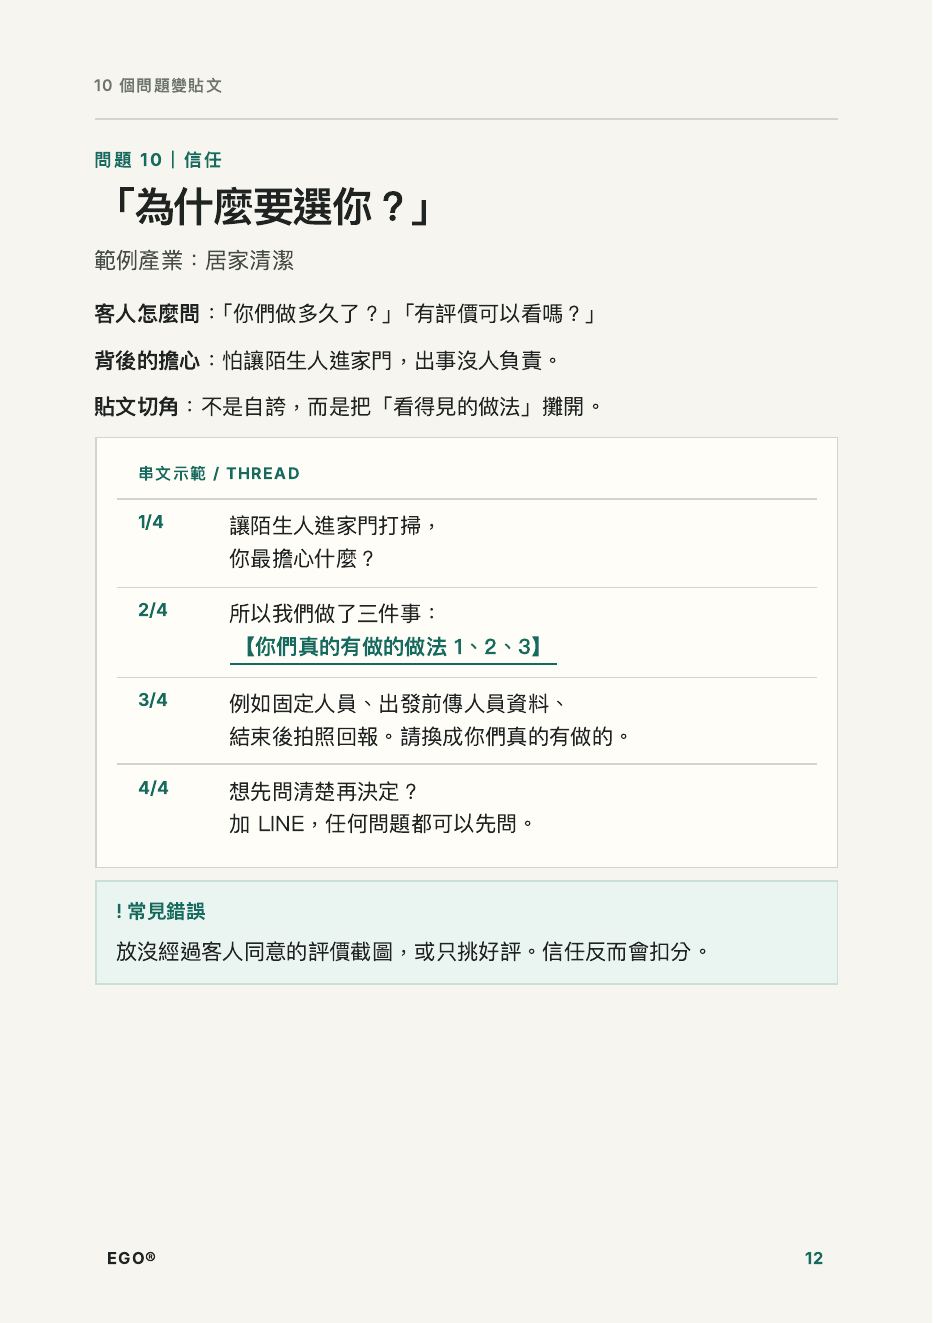 10 個問題變貼文
問題 10｜信任
「為什麼要選你？」
範例產業：居家清潔
客人怎麼問：「你們做多久了？」「有評價可以看嗎？」
背後的擔心：怕讓陌生人進家門，出事沒人負責。
貼文切角：不是自誇，而是把「看得見的做法」攤開。
串文示範 / THREAD
1/4
讓陌生人進家門打掃，
你最擔心什麼？
2/4
所以我們做了三件事：
【你們真的有做的做法 1、2、3】
3/4
例如固定人員、出發前傳人員資料、
結束後拍照回報。請換成你們真的有做的。
4/4
想先問清楚再決定？
加 LINE，任何問題都可以先問。
! 常見錯誤
放沒經過客人同意的評價截圖，或只挑好評。信任反而會扣分。
EGO®
12